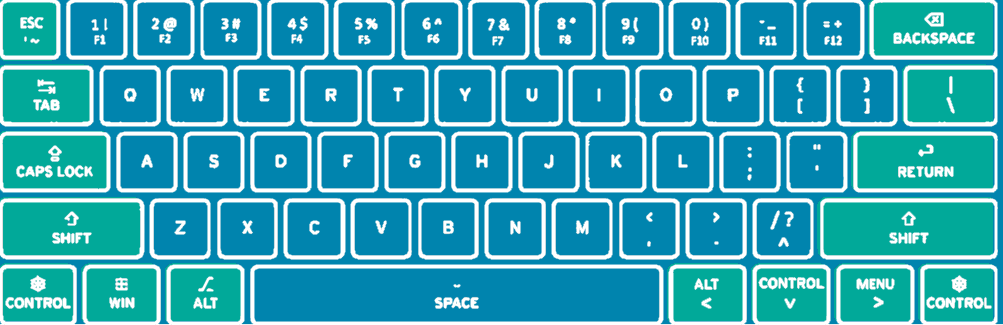 ESC 1 ! 2 @ 3 # 4 $ 5 % 6 ^ 7 & 8 * 9 ( 0 ) - _ = +
' ~ F1 F2 F3 F4 F5 F6 F7 F8 F9 F10 F11 F12 BACKSPACE
TAB Q W E R T Y U I O P { [ } ] | \
CAPS LOCK A S D F G H J K L : ; " ' RETURN
SHIFT Z X C V B N M < , > . / ? ^ SHIFT
CONTROL WIN ALT SPACE ALT < CONTROL v MENU > CONTROL